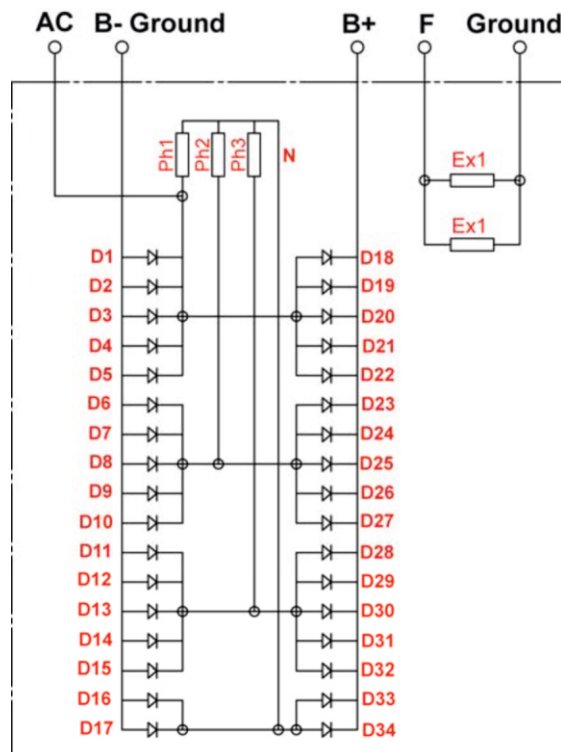 AC B- Ground B+ F Ground
Ph1 Ph2 Ph3 N
Ex1
Ex1
D1 D18
D2 D19
D3 D20
D4 D21
D5 D22
D6 D23
D7 D24
D8 D25
D9 D26
D10 D27
D11 D28
D12 D29
D13 D30
D14 D31
D15 D32
D16 D33
D17 D34